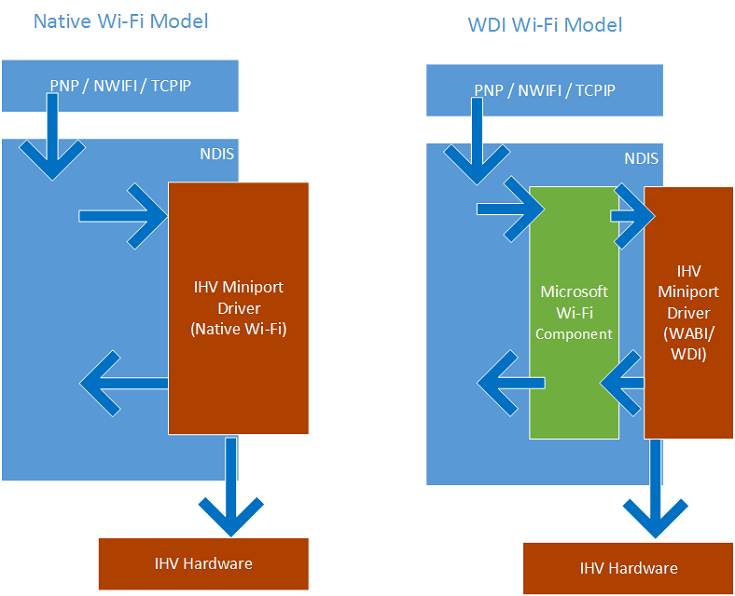 Native Wi-Fi Model
PNP / NWIFI / TCPIP
NDIS
IHV Miniport
Driver
(Native Wi-Fi)
IHV Hardware
WDI Wi-Fi Model
PNP / NWIFI / TCPIP
NDIS
Microsoft
Wi-Fi
Component
IHV
Miniport
Driver
(WABI/
WDI)
IHV Hardware